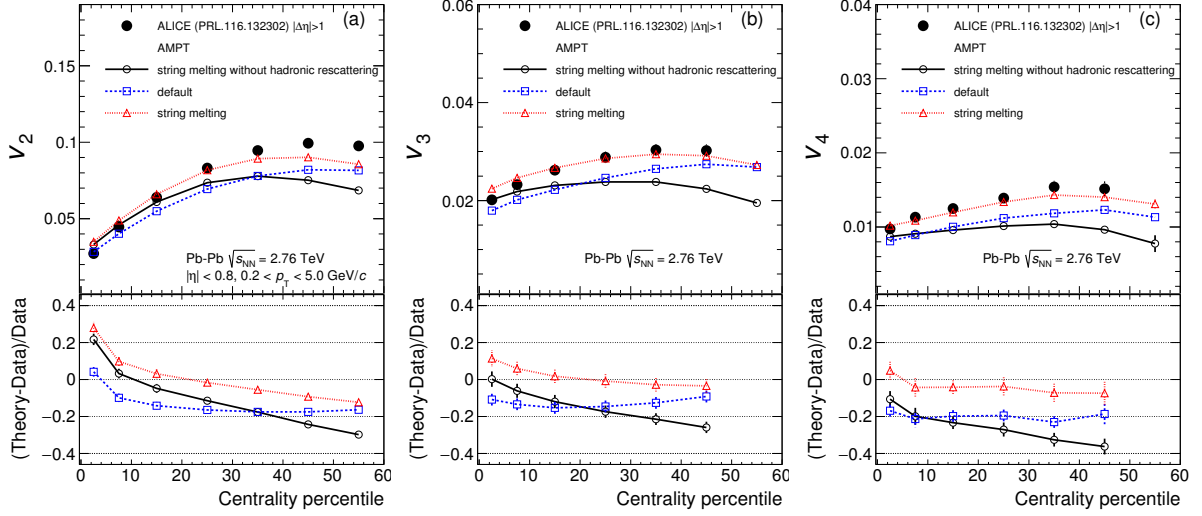 (a)
ALICE (PRL.116.132302) |Δη|>1
AMPT
string melting without hadronic rescattering
default
string melting
v2
0.15
0.1
0.05
Pb-Pb √sNN = 2.76 TeV
|η| < 0.8, 0.2 < pT < 5.0 GeV/c
(Theory-Data)/Data
0.4
0.2
0
−0.2
−0.4
0 10 20 30 40 50 60
Centrality percentile
(b)
ALICE (PRL.116.132302) |Δη|>1
AMPT
string melting without hadronic rescattering
default
string melting
v3
0.06
0.04
0.02
Pb-Pb √sNN = 2.76 TeV
(Theory-Data)/Data
0.4
0.2
0
−0.2
−0.4
0 10 20 30 40 50 60
Centrality percentile
(c)
ALICE (PRL.116.132302) |Δη|>1
AMPT
string melting without hadronic rescattering
default
string melting
v4
0.04
0.03
0.02
0.01
Pb-Pb √sNN = 2.76 TeV
(Theory-Data)/Data
0.4
0.2
0
−0.2
−0.4
0 10 20 30 40 50 60
Centrality percentile